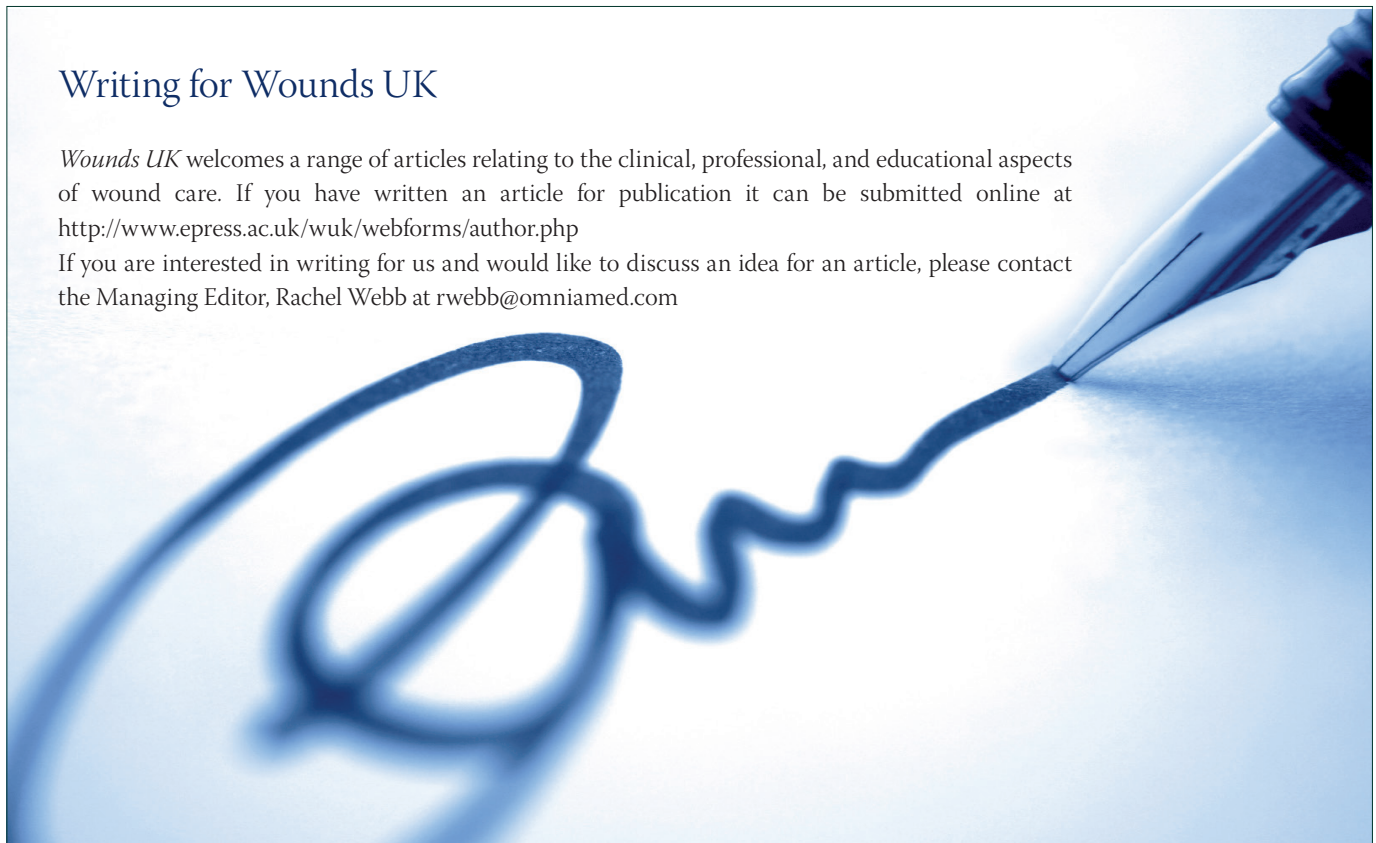 Writing for Wounds UK
Wounds UK welcomes a range of articles relating to the clinical, professional, and educational aspects
of wound care. If you have written an article for publication it can be submitted online at
http://www.epress.ac.uk/wuk/webforms/author.php
If you are interested in writing for us and would like to discuss an idea for an article, please contact
the Managing Editor, Rachel Webb at rwebb@omniamed.com